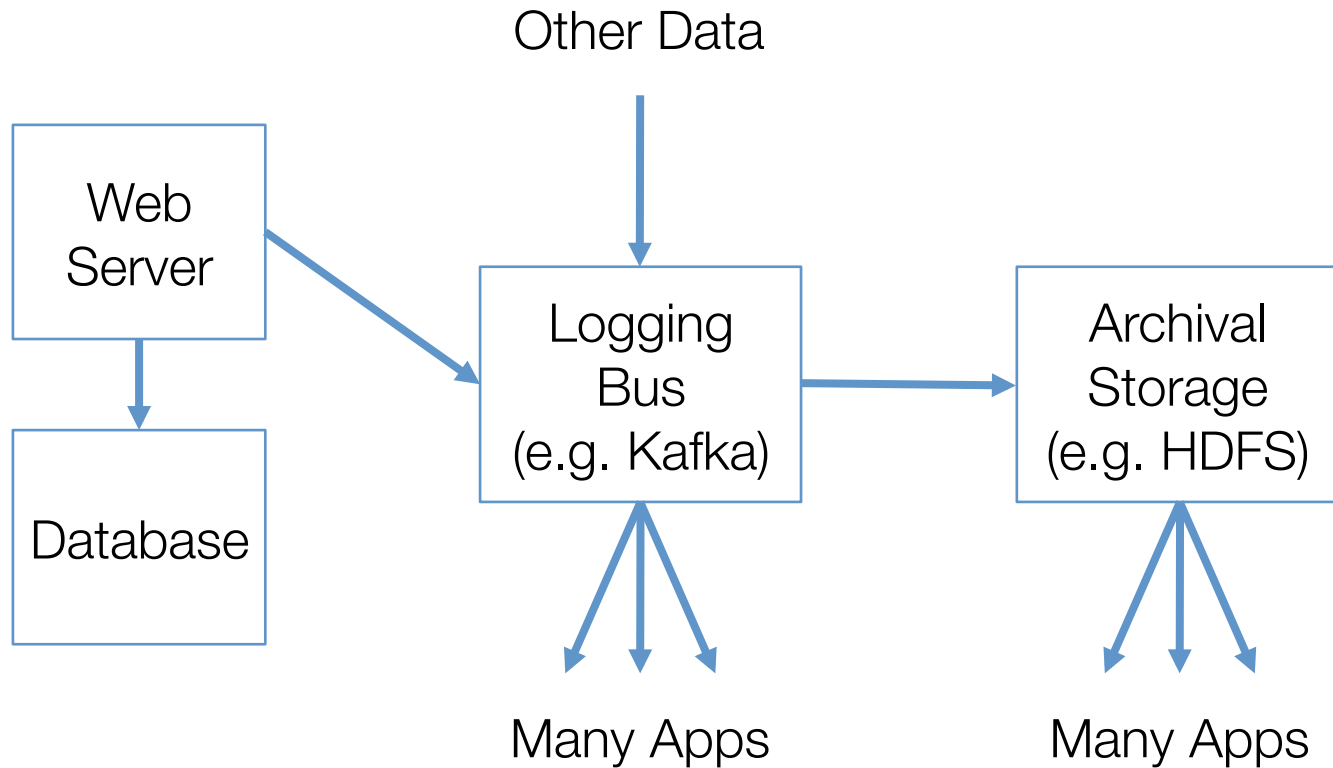 Other Data
Web
Server
Database
Logging
Bus
(e.g. Kafka)
Archival
Storage
(e.g. HDFS)
Many Apps
Many Apps